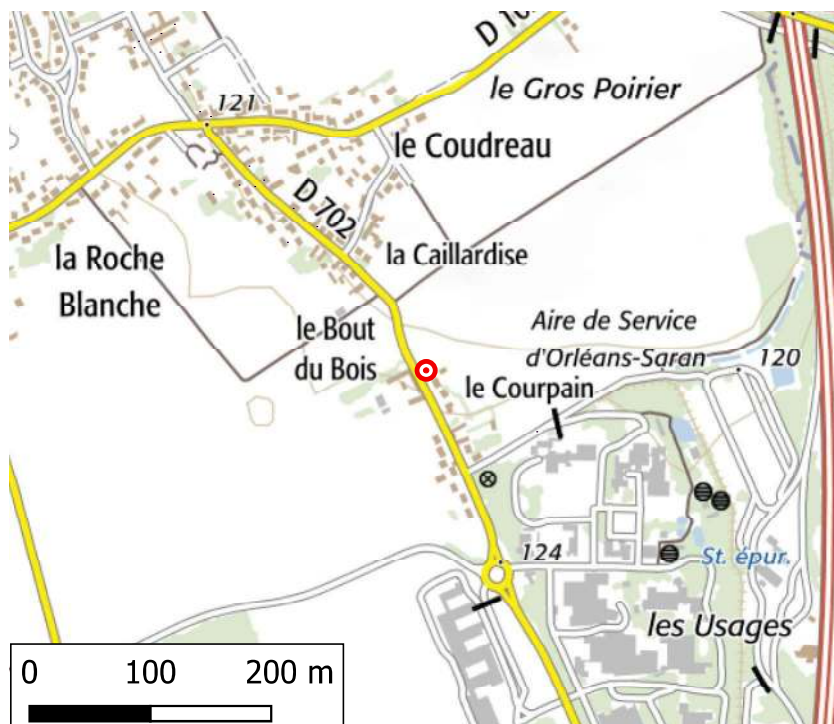 le Gros Poirier
121
le Coudreau
D 702
la Roche
Blanche
la Caillardise
le Bout
du Bois
Aire de Service
d'Orléans-Saran
120
le Courpain
124
St. épur.
les Usages
0 100 200 m